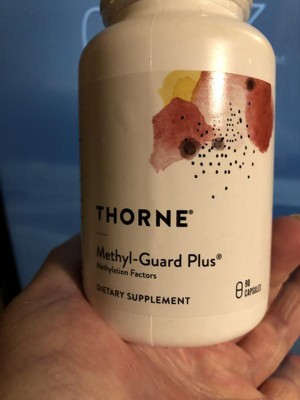 THORNE®
Methyl-Guard Plus®
Methylation Factors
DIETARY SUPPLEMENT
90
CAPSULES